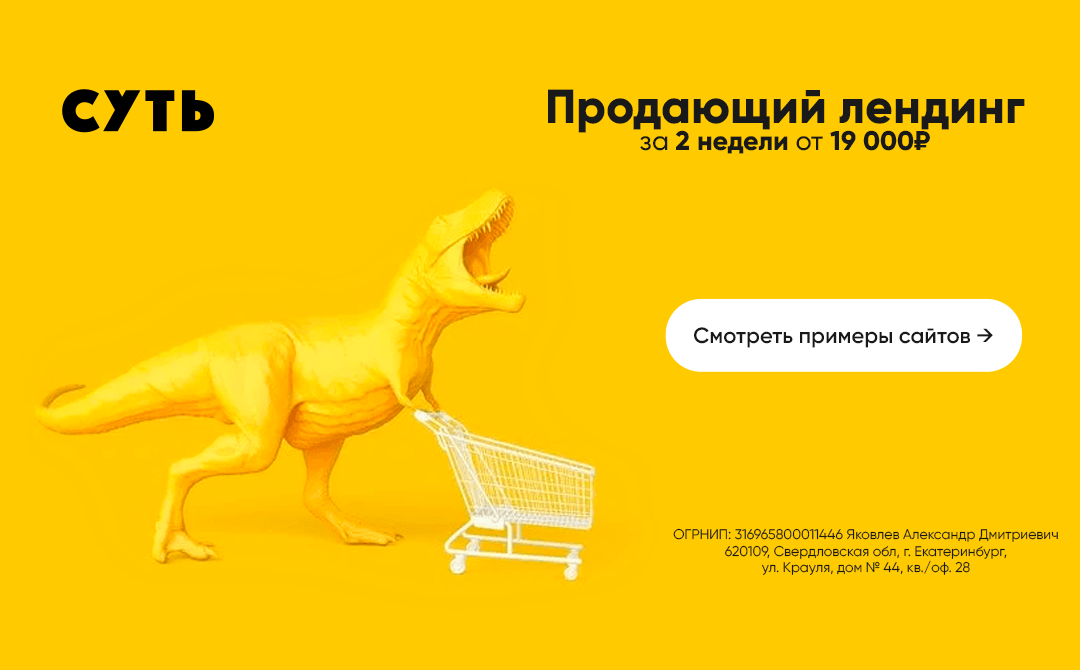 СУТЬ
Продающий лендинг
за 2 недели от 19 000₽
Смотреть примеры сайтов →
ОГРНИП: 316965800011446 Яковлев Александр Дмитриевич
620109, Свердловская обл, г. Екатеринбург,
ул. Крауля, дом № 44, кв./оф. 28